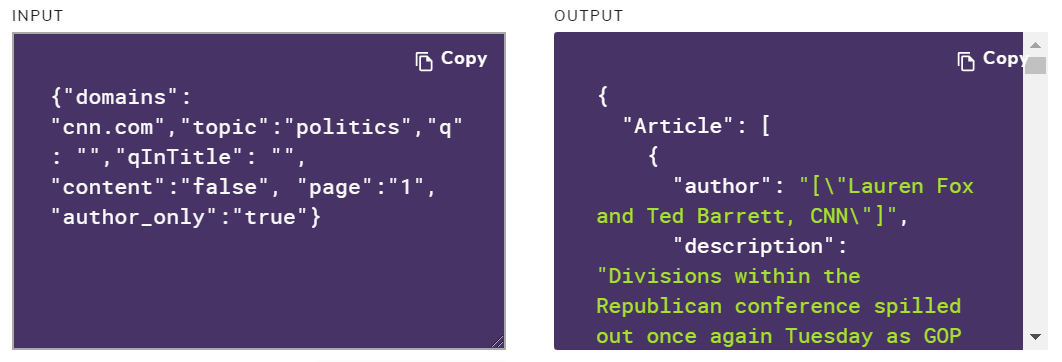 INPUT
Copy
{"domains":
"cnn.com","topic":"politics","q"
: "","qInTitle": "",
"content":"false", "page":"1",
"author_only":"true"}
OUTPUT
Copy
{
"Article": [
{
"author": "[\"Lauren Fox
and Ted Barrett, CNN\"]",
"description":
"Divisions within the
Republican conference spilled
out once again Tuesday as GOP